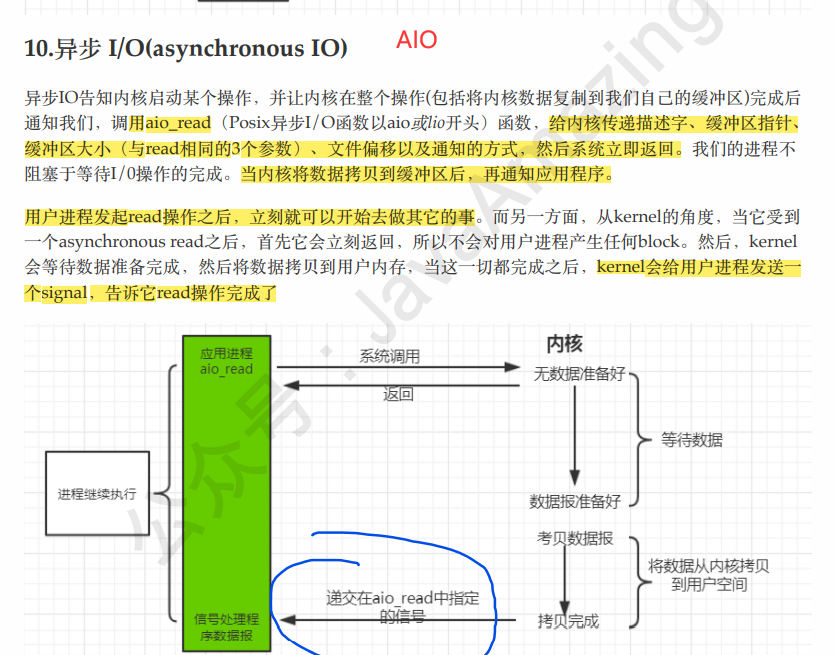 10.异步 I/O(asynchronous IO)
AIO
异步IO告知内核启动某个操作，并让内核在整个操作(包括将内核数据复制到我们自己的缓冲区)完成后
通知我们，调用aio_read（Posix异步I/O函数以aio或lio开头）函数，给内核传递描述字、缓冲区指针、
缓冲区大小（与read相同的3个参数）、文件偏移以及通知的方式，然后系统立即返回。我们的进程不
阻塞于等待I/0操作的完成。当内核将数据拷贝到缓冲区后，再通知应用程序。
用户进程发起read操作之后，立刻就可以开始去做其它的事。而另一方面，从kernel的角度，当它受到
一个asynchronous read之后，首先它会立刻返回，所以不会对用户进程产生任何block。然后，kernel
会等待数据准备完成，然后将数据拷贝到用户内存，当这一切都完成之后，kernel会给用户进程发送一
个signal，告诉它read操作完成了
应用进程
aio_read
系统调用
返回
内核
无数据准备好
等待数据
进程继续执行
数据报准备好
考贝数据报
将数据从内核拷贝
到用户空间
递交在aio_read中指定
的信号
拷贝完成
信号处理程
序数据报
公众号：JavaAmazing